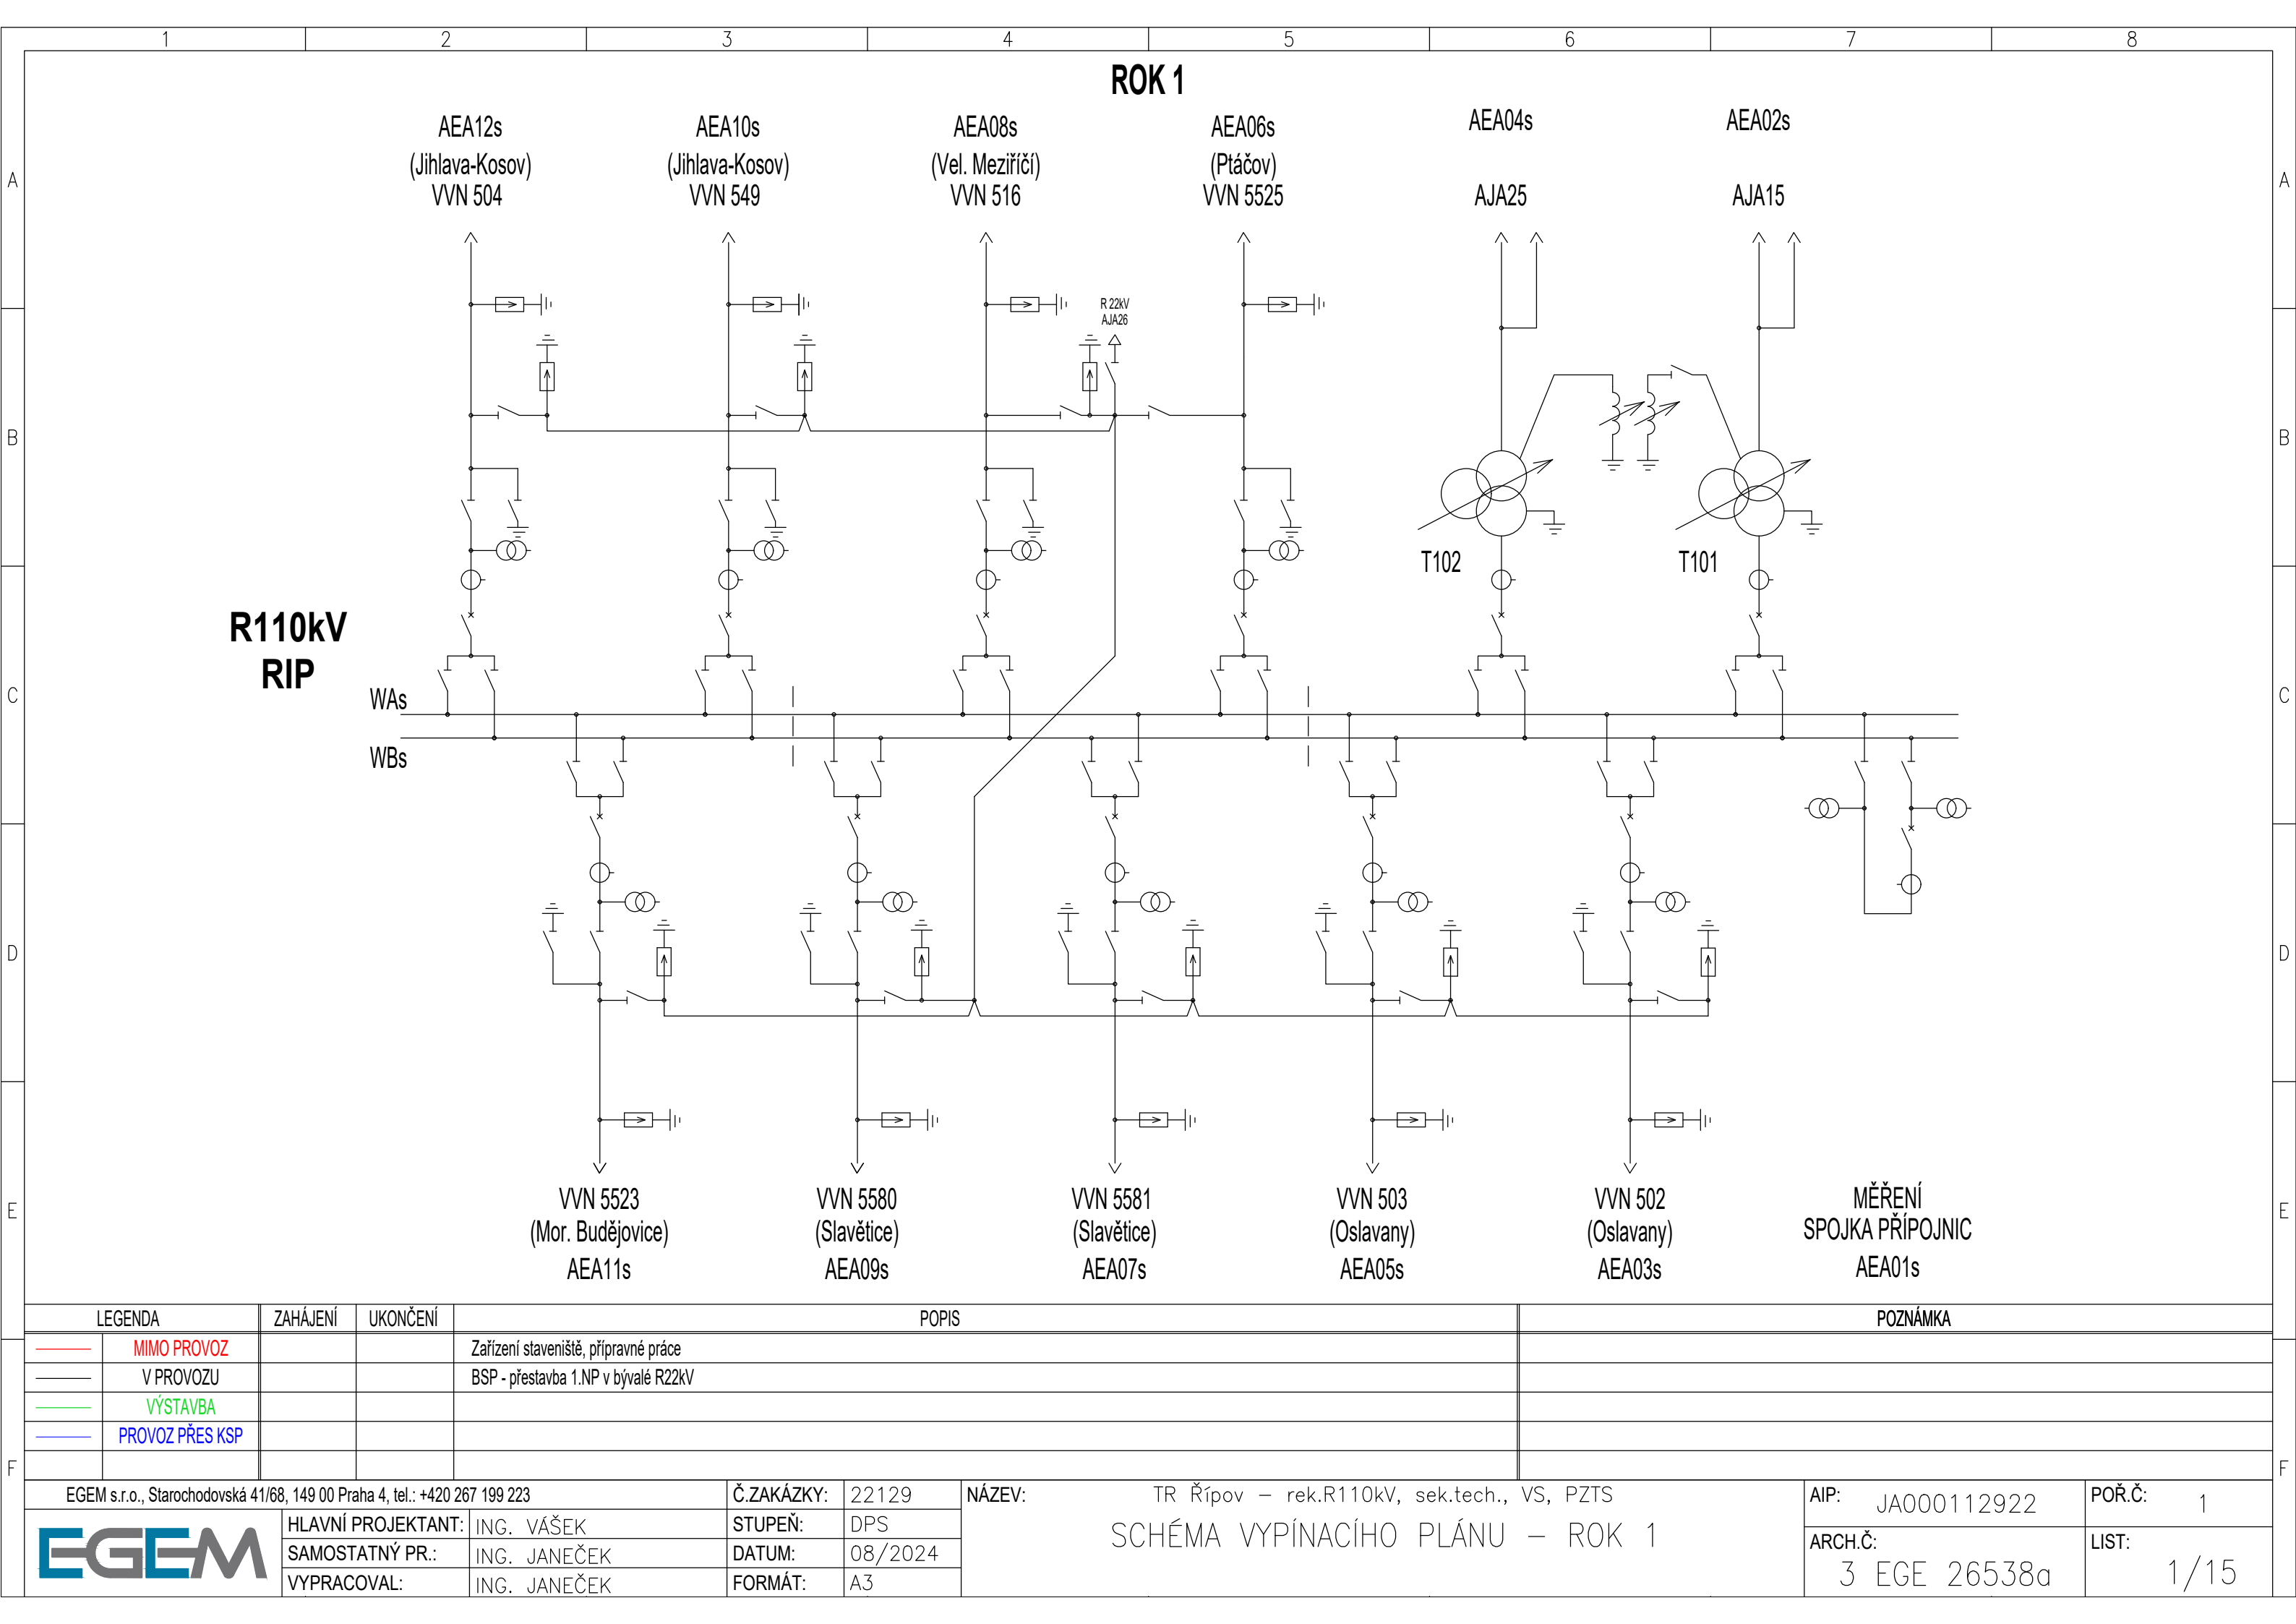 1 2 3 4 5 6 7 8
ROK 1
AEA12s AEA10s AEA08s AEA06s AEA04s AEA02s
(Jihlava-Kosov) (Jihlava-Kosov) (Vel. Meziříčí) (Ptáčov)
VVN 504 VVN 549 VVN 516 VVN 5525 AJA25 AJA15
A A
R 22kV
AJA26
B B
T102 T101
R110kV
RIP
C C
WAs
WBs
D D
VVN 5523 VVN 5580 VVN 5581 VVN 503 VVN 502 MĚŘENÍ
(Mor. Budějovice) (Slavětice) (Slavětice) (Oslavany) (Oslavany) SPOJKA PŘÍPOJNIC
AEA11s AEA09s AEA07s AEA05s AEA03s AEA01s
E E
LEGENDA ZAHÁJENÍ UKONČENÍ POPIS POZNÁMKA
MIMO PROVOZ Zařízení staveniště, přípravné práce
V PROVOZU BSP - přestavba 1.NP v bývalé R22kV
VÝSTAVBA
PROVOZ PŘES KSP
F F
EGEM s.r.o., Starochodovská 41/68, 149 00 Praha 4, tel.: +420 267 199 223
EGEM
HLAVNÍ PROJEKTANT: ING. VÁŠEK
SAMOSTATNÝ PR.: ING. JANEČEK
VYPRACOVAL: ING. JANEČEK
Č.ZAKÁZKY: 22129
STUPEŇ: DPS
DATUM: 08/2024
FORMÁT: A3
NÁZEV: TR Řípov – rek.R110kV, sek.tech., VS, PZTS
SCHÉMA VYPÍNACÍHO PLÁNU – ROK 1
AIP: JA000112922
POŘ.Č: 1
ARCH.Č: 3 EGE 26538a
LIST: 1/15